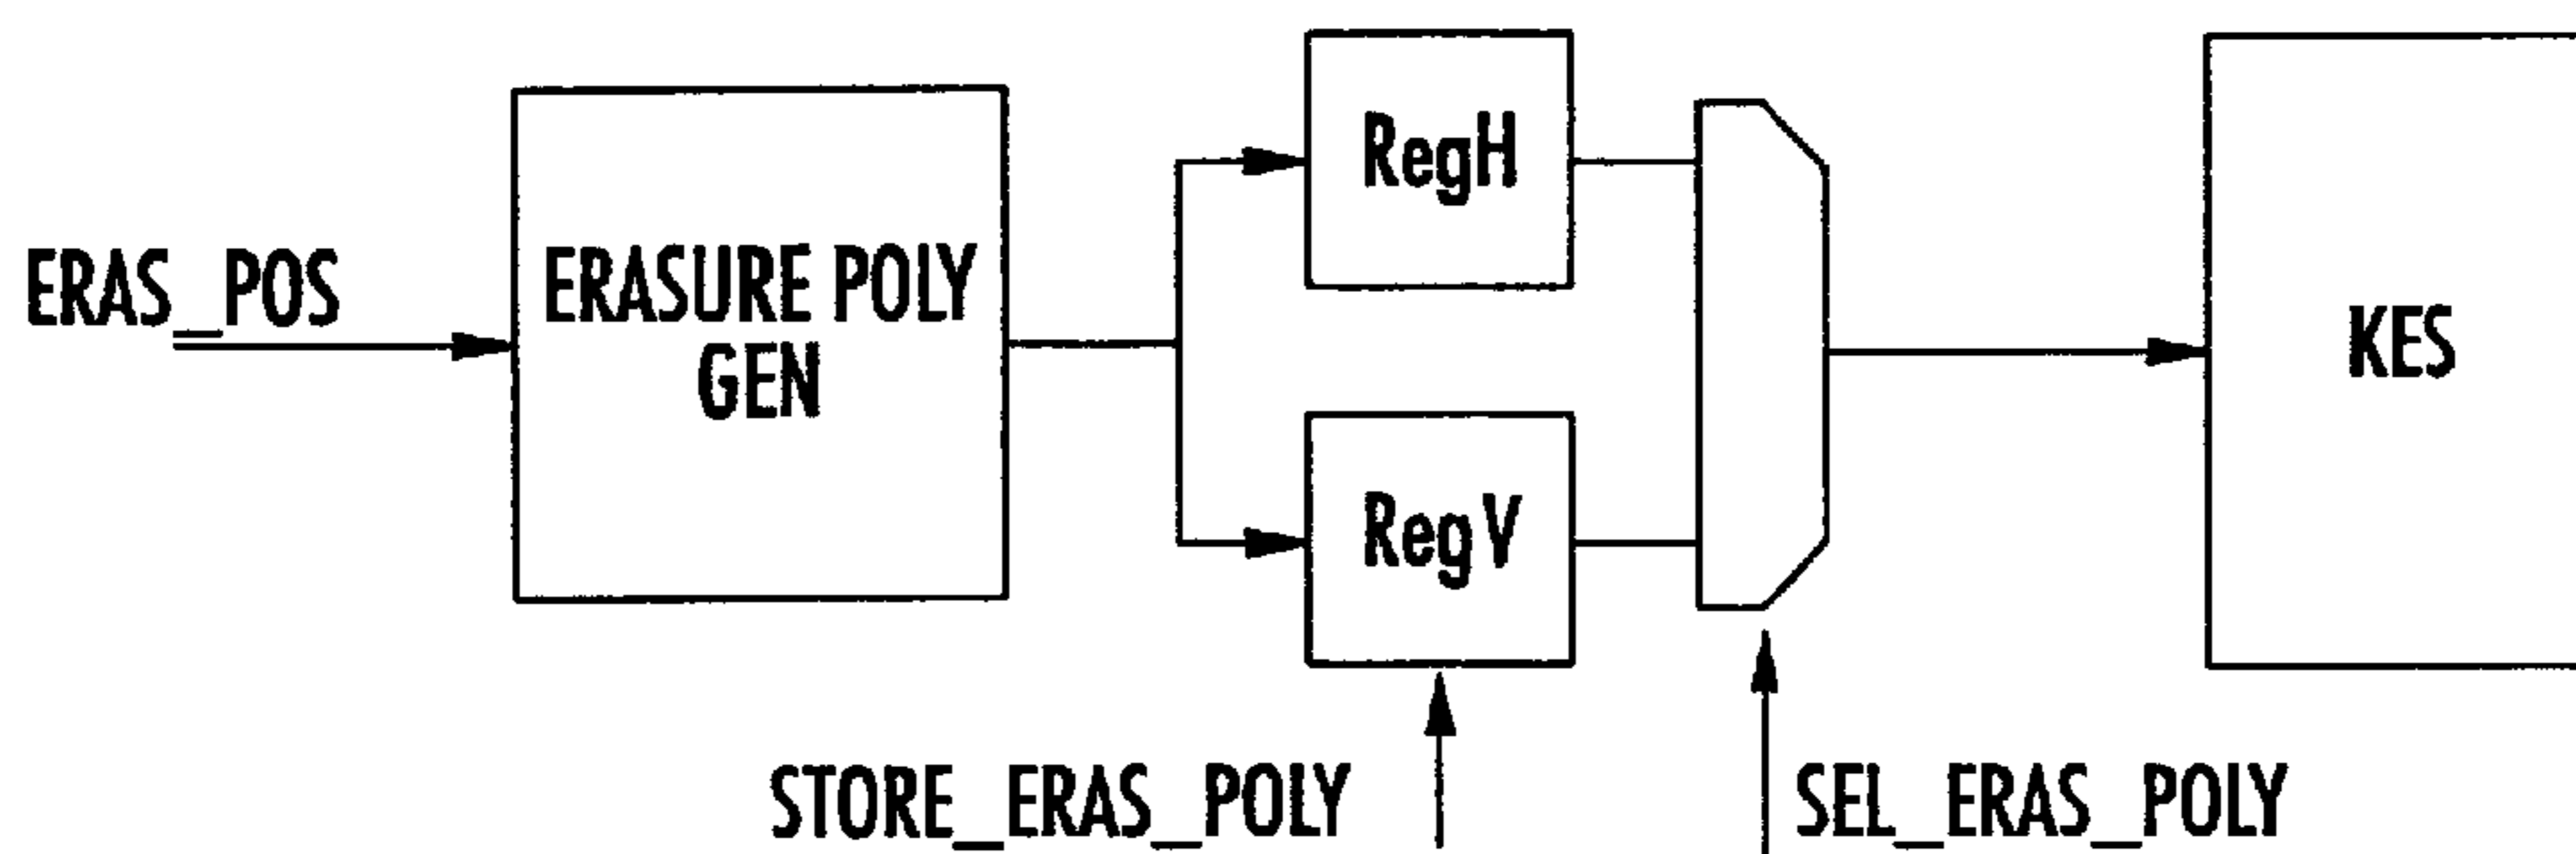 ERAS_POS
ERASURE POLY
GEN
RegH
RegV
KES
STORE_ERAS_POLY
SEL_ERAS_POLY